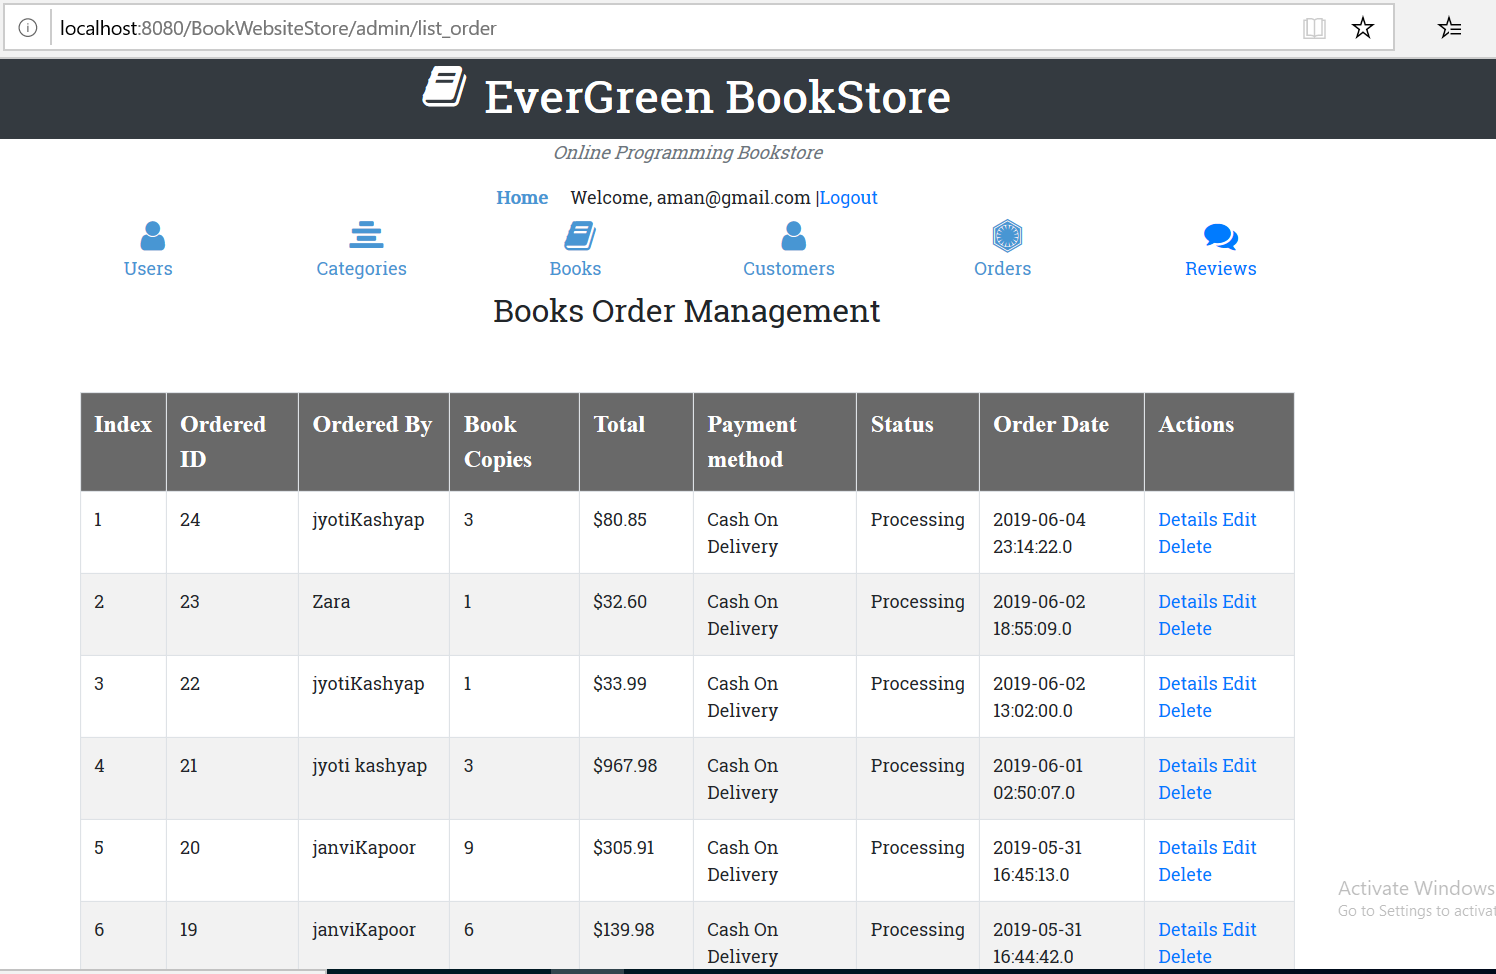 localhost:8080/BookWebsiteStore/admin/list_order
EverGreen BookStore
Online Programming Bookstore
Home Welcome, aman@gmail.com |Logout
Users Categories Books Customers Orders Reviews
Books Order Management
Index Ordered ID Ordered By Book Copies Total Payment method Status Order Date Actions
1 24 jyotiKashyap 3 $80.85 Cash On Delivery Processing 2019-06-04 23:14:22.0 Details Edit Delete
2 23 Zara 1 $32.60 Cash On Delivery Processing 2019-06-02 18:55:09.0 Details Edit Delete
3 22 jyotiKashyap 1 $33.99 Cash On Delivery Processing 2019-06-02 13:02:00.0 Details Edit Delete
4 21 jyoti kashyap 3 $967.98 Cash On Delivery Processing 2019-06-01 02:50:07.0 Details Edit Delete
5 20 janviKapoor 9 $305.91 Cash On Delivery Processing 2019-05-31 16:45:13.0 Details Edit Delete
6 19 janviKapoor 6 $139.98 Cash On Delivery Processing 2019-05-31 16:44:42.0 Details Edit Delete
Activate Windows
Go to Settings to activat